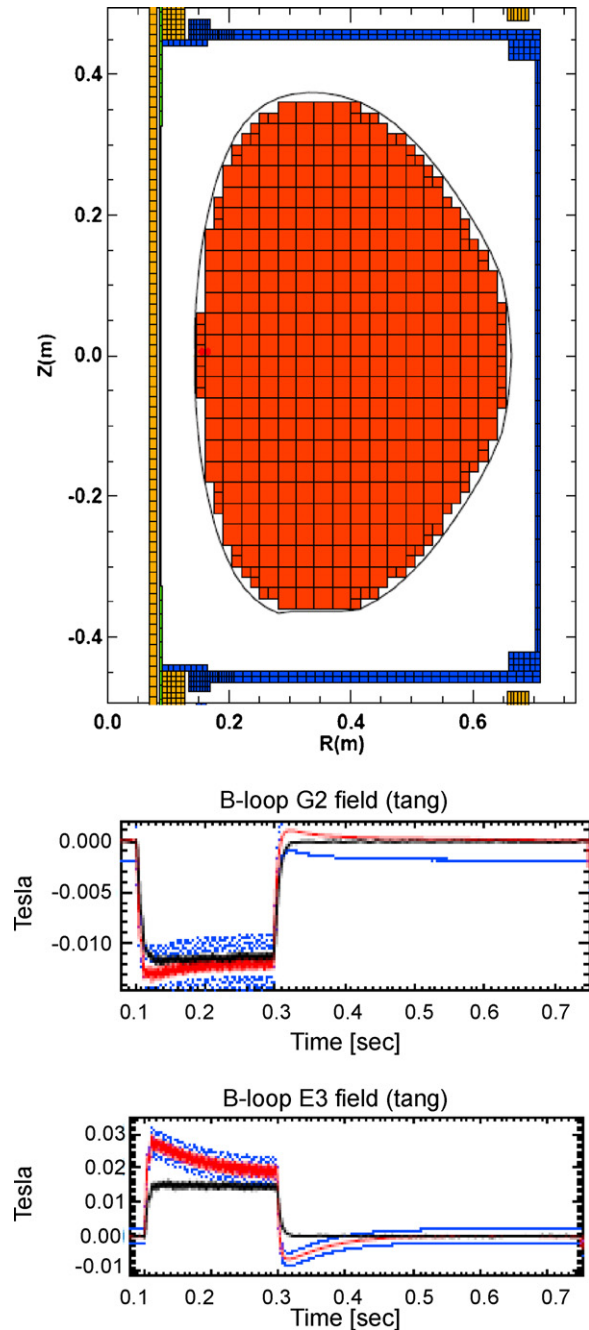 0.4
0.2
0.0
-0.2
-0.4
Z(m)
0.0 0.2 0.4 0.6
R(m)
B-loop G2 field (tang)
0.000
-0.005
-0.010
Tesla
0.1 0.2 0.3 0.4 0.5 0.6 0.7
Time [sec]
B-loop E3 field (tang)
0.03
0.02
0.01
0.00
-0.01
Tesla
0.1 0.2 0.3 0.4 0.5 0.6 0.7
Time [sec]